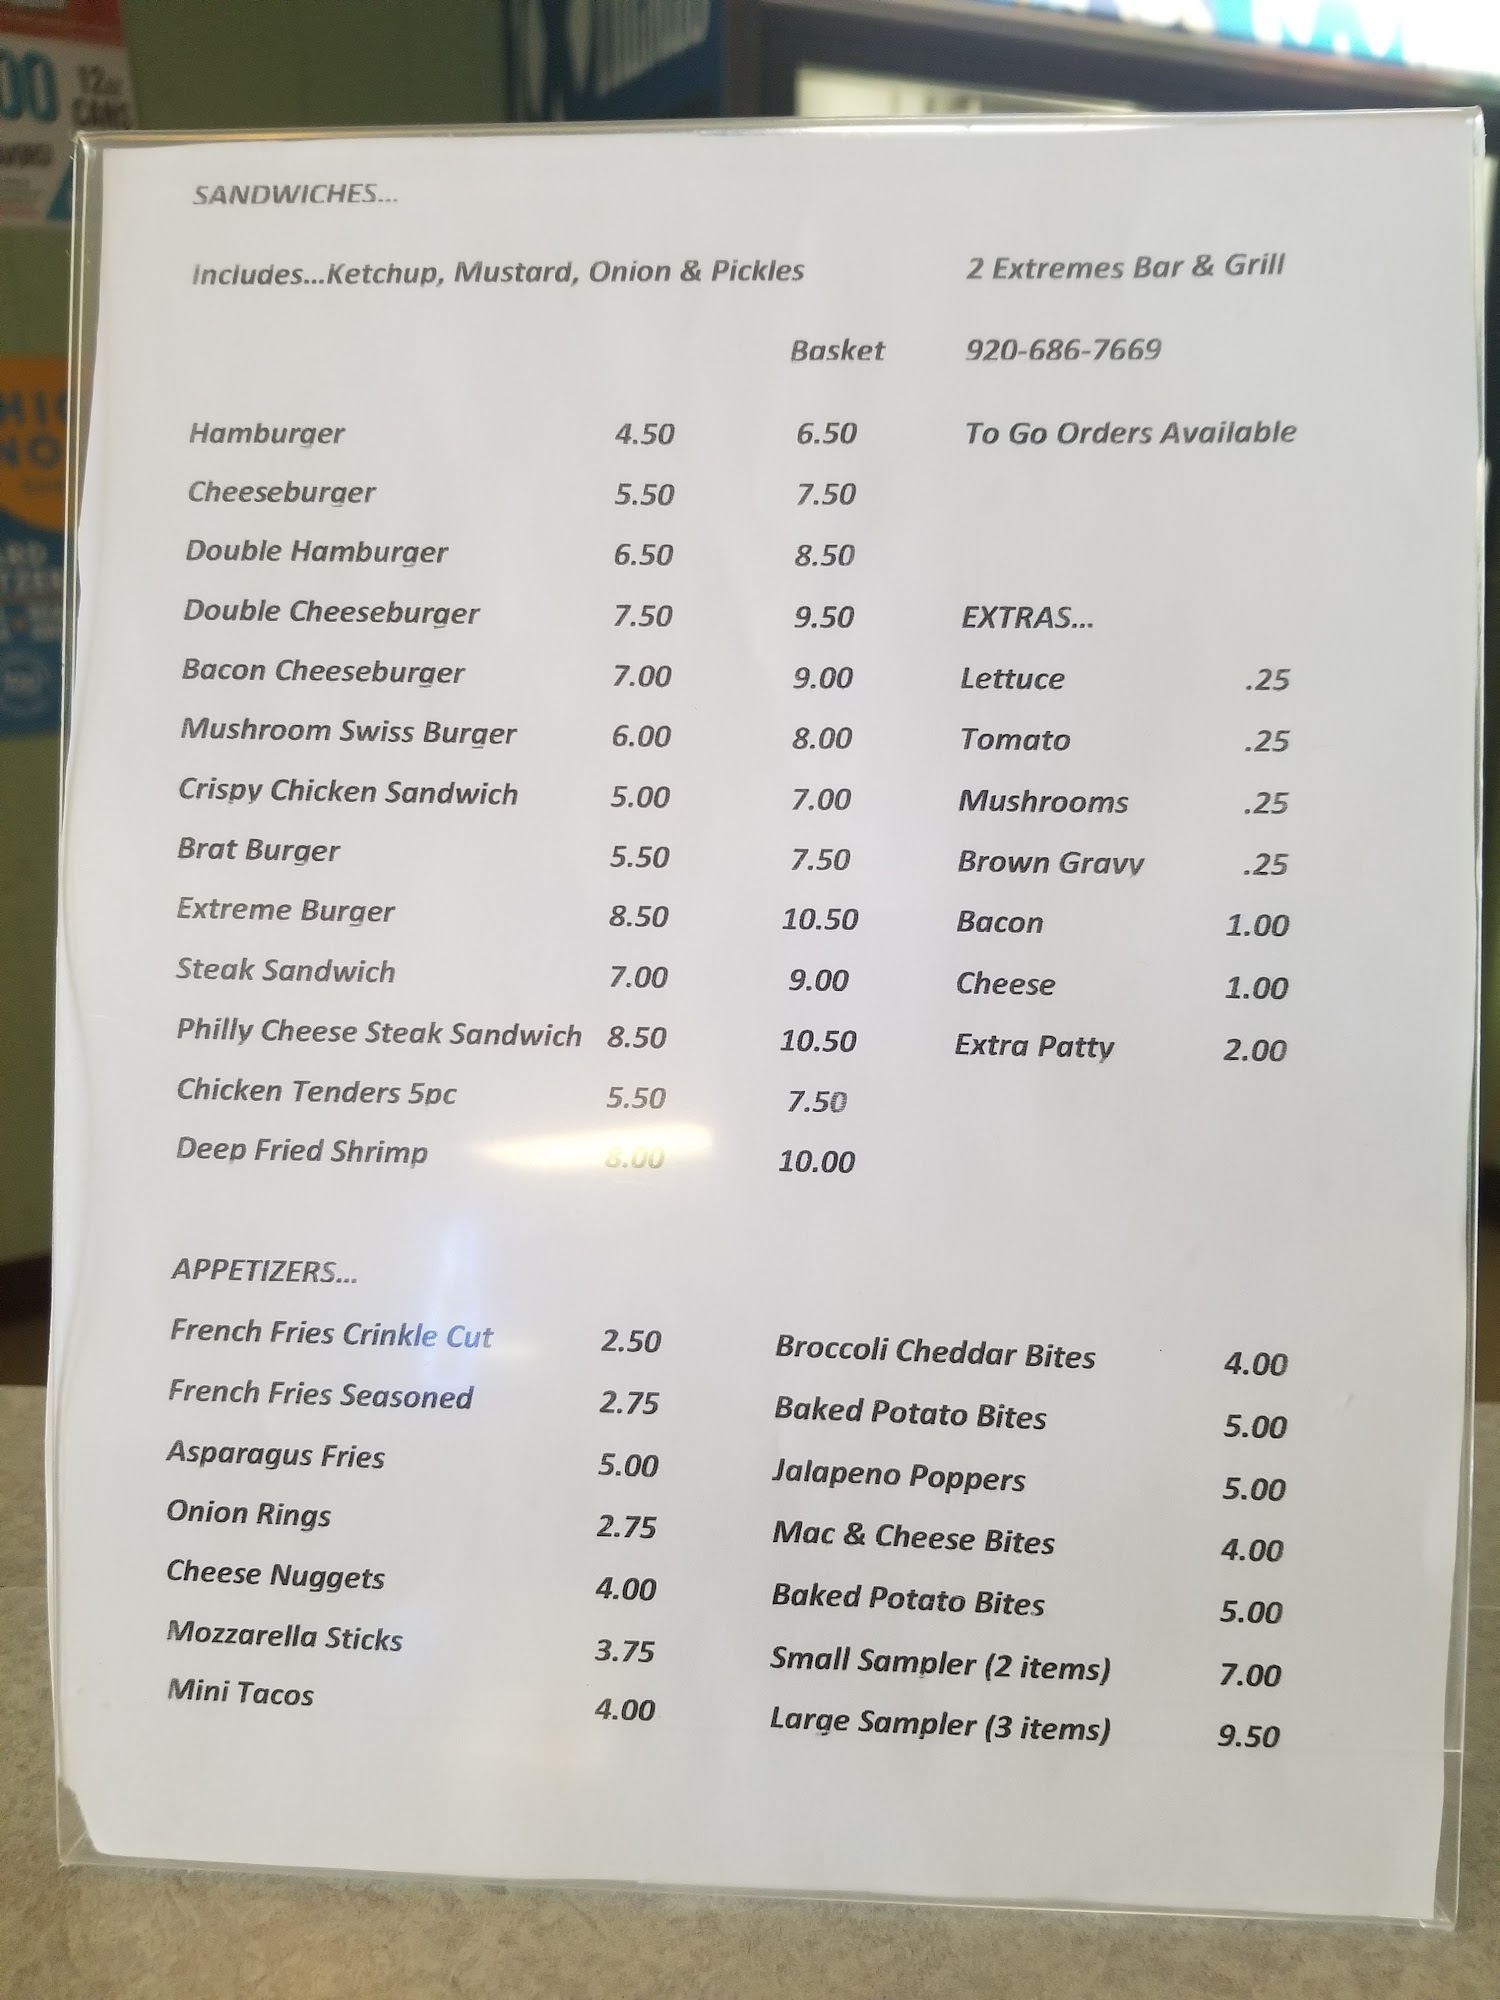 00 12oz
CANS
SANDWICHES...
Includes...Ketchup, Mustard, Onion & Pickles
2 Extremes Bar & Grill
Basket
920-686-7669
Hamburger 4.50 6.50
To Go Orders Available
Cheeseburger 5.50 7.50
Double Hamburger 6.50 8.50
Double Cheeseburger 7.50 9.50
Bacon Cheeseburger 7.00 9.00
Mushroom Swiss Burger 6.00 8.00
Crispy Chicken Sandwich 5.00 7.00
Brat Burger 5.50 7.50
Extreme Burger 8.50 10.50
Steak Sandwich 7.00 9.00
Philly Cheese Steak Sandwich 8.50 10.50
Chicken Tenders 5pc 5.50 7.50
Deep Fried Shrimp 8.00 10.00
EXTRAS...
Lettuce .25
Tomato .25
Mushrooms .25
Brown Gravy .25
Bacon 1.00
Cheese 1.00
Extra Patty 2.00
APPETIZERS...
French Fries Crinkle Cut 2.50
French Fries Seasoned 2.75
Asparagus Fries 5.00
Onion Rings 2.75
Cheese Nuggets 4.00
Mozzarella Sticks 3.75
Mini Tacos 4.00
Broccoli Cheddar Bites 4.00
Baked Potato Bites 5.00
Jalapeno Poppers 5.00
Mac & Cheese Bites 4.00
Baked Potato Bites 5.00
Small Sampler (2 items) 7.00
Large Sampler (3 items) 9.50